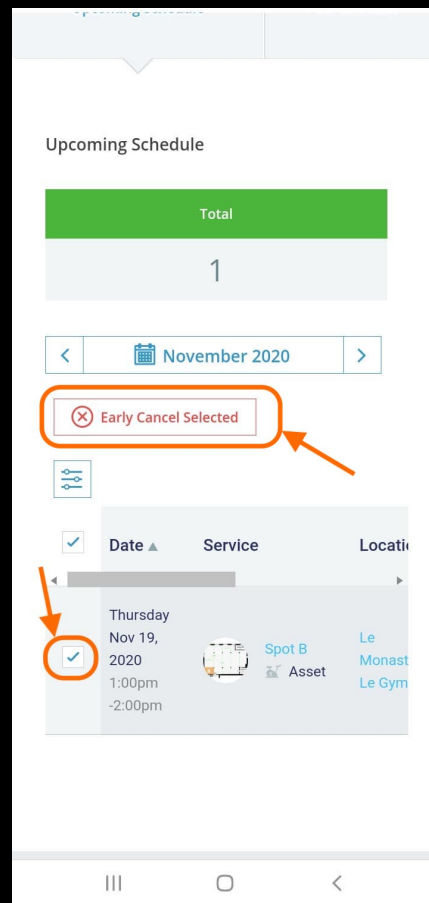 Upcoming Schedule
Total
1
November 2020
Early Cancel Selected
Date ▲ Service Locati
Thursday
Nov 19,
2020
1:00pm
-2:00pm
Spot B
Asset
Le
Monast
Le Gym